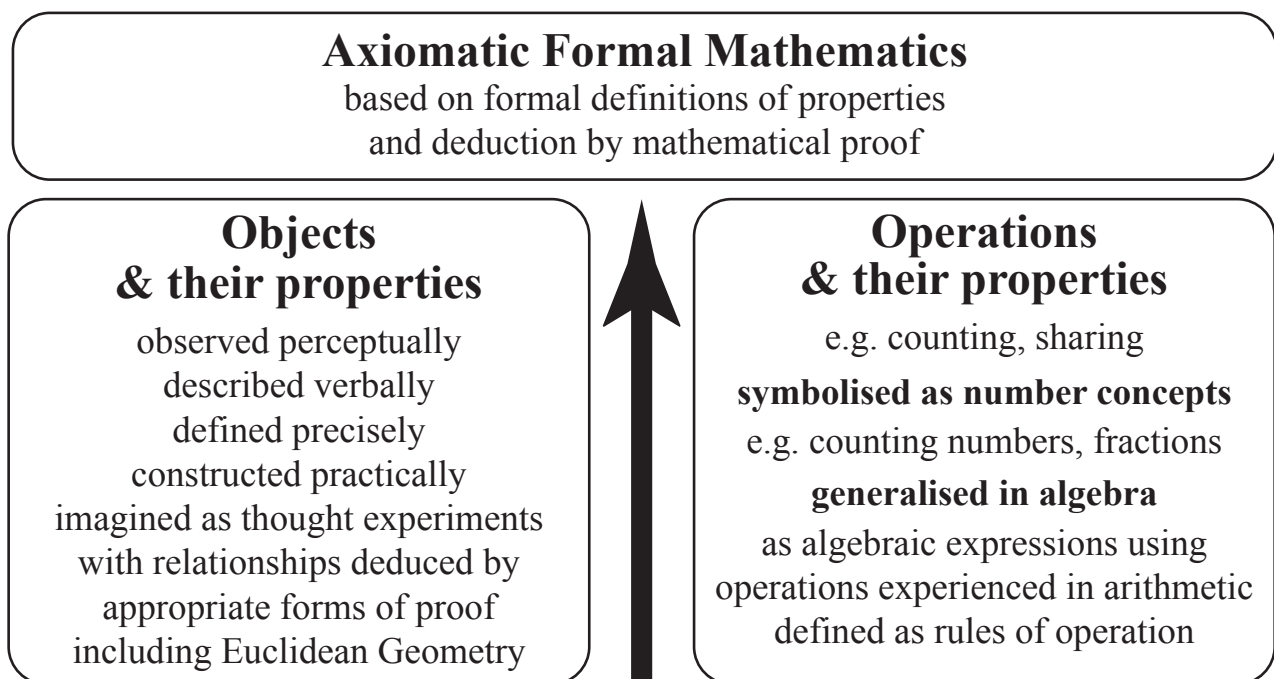 Axiomatic Formal Mathematics
based on formal definitions of properties
and deduction by mathematical proof
Objects
& their properties
observed perceptually
described verbally
defined precisely
constructed practically
imagined as thought experiments
with relationships deduced by
appropriate forms of proof
including Euclidean Geometry
Operations
& their properties
e.g. counting, sharing
symbolised as number concepts
e.g. counting numbers, fractions
generalised in algebra
as algebraic expressions using
operations experienced in arithmetic
defined as rules of operation